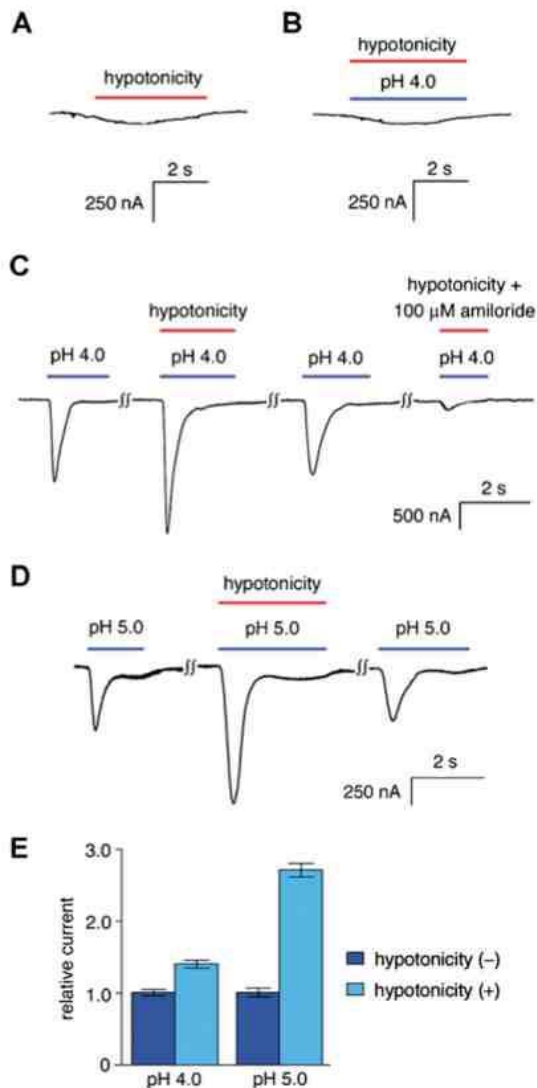 A
hypotonicity
2 s
250 nA
B
hypotonicity
pH 4.0
2 s
250 nA
C
hypotonicity
hypotonicity +
100 μM amiloride
pH 4.0
pH 4.0
pH 4.0
pH 4.0
2 s
500 nA
D
hypotonicity
pH 5.0
pH 5.0
pH 5.0
2 s
250 nA
E
relative current
3.0
2.0
1.0
0
pH 4.0
pH 5.0
hypotonicity (–)
hypotonicity (+)